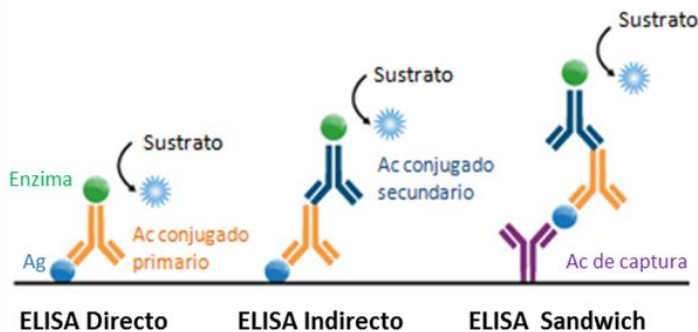 Sustrato
Enzima
Ag
Ac conjugado
primario
Sustrato
Ac conjugado
secundario
Sustrato
Ac de captura
ELISA Directo
ELISA Indirecto
ELISA Sandwich